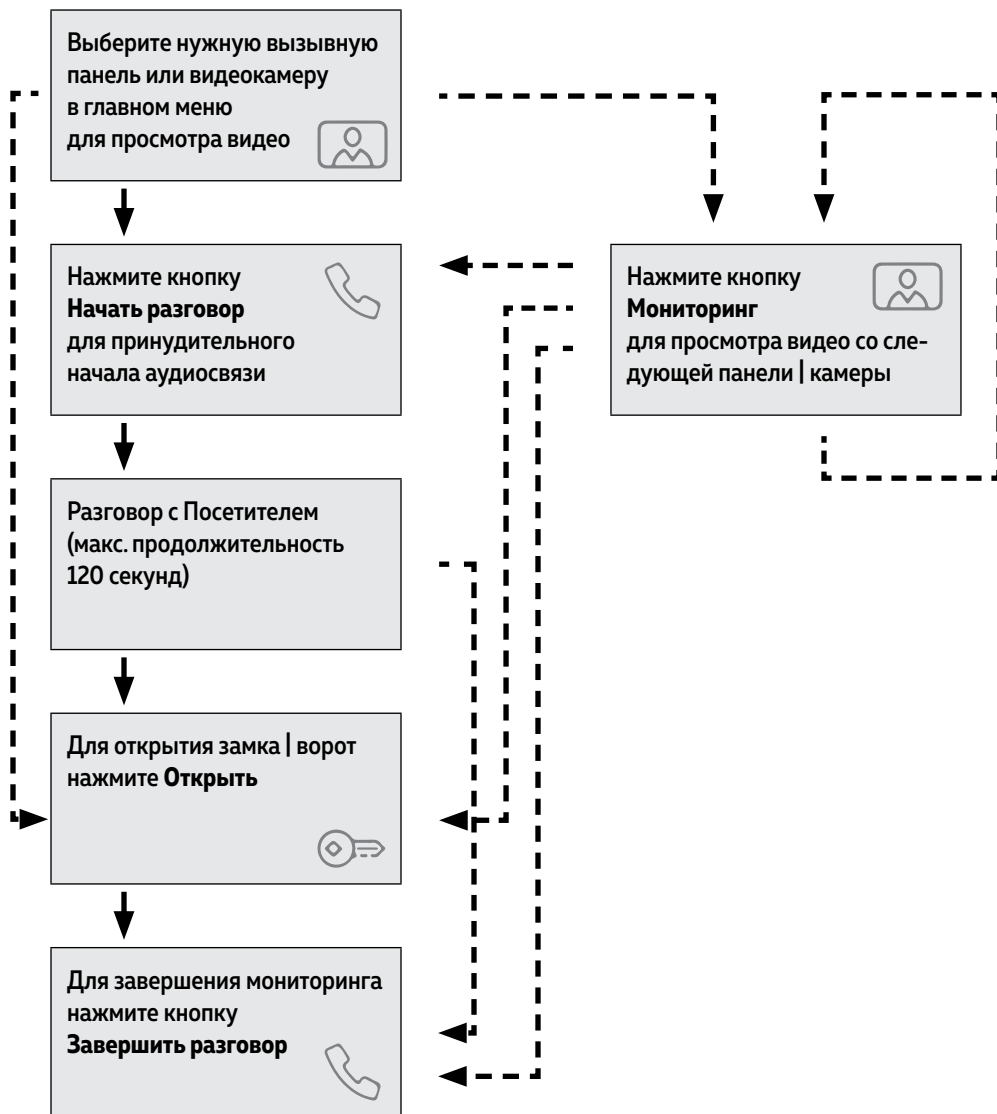 Выберите нужную вызывную
панель или видеокамеру
в главном меню
для просмотра видео
Нажмите кнопку
Начать разговор
для принудительного
начала аудиосвязи
Нажмите кнопку
Мониторинг
для просмотра видео со сле-
дующей панели | камеры
Разговор с Посетителем
(макс. продолжительность
120 секунд)
Для открытия замка | ворот
нажмите Открыть
Для завершения мониторинга
нажмите кнопку
Завершить разговор